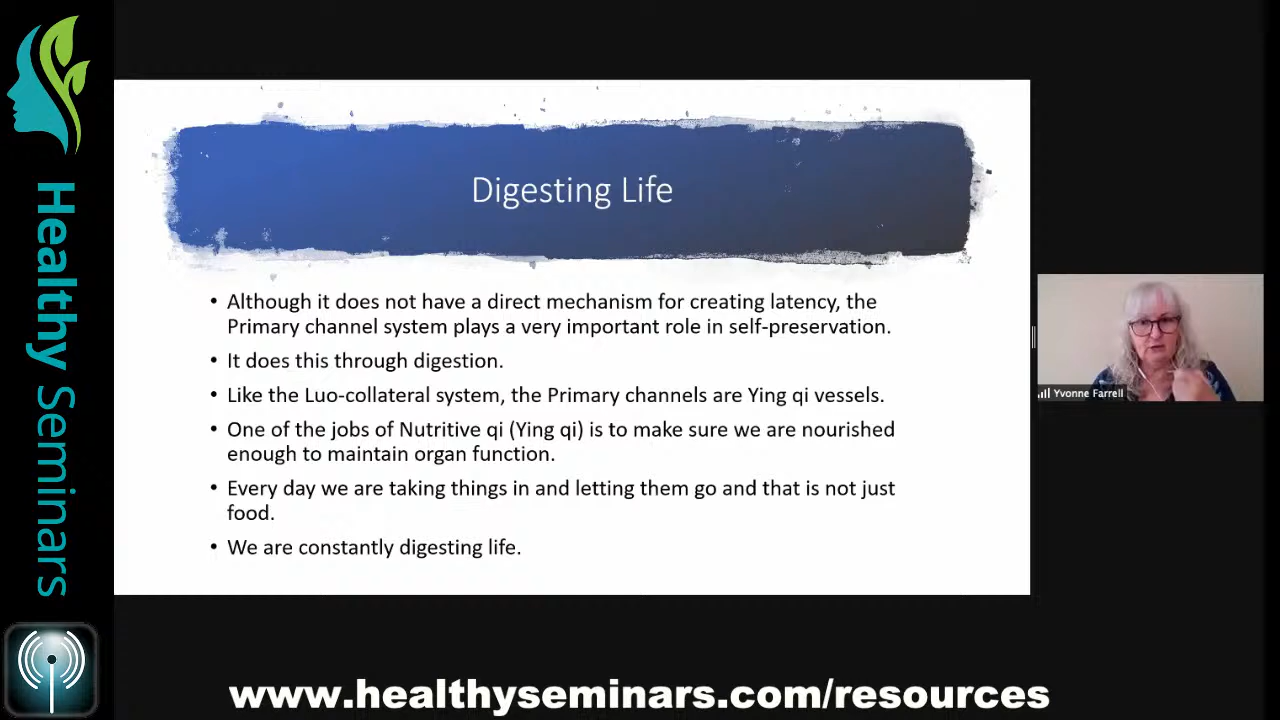 Healthy Seminars
Digesting Life
• Although it does not have a direct mechanism for creating latency, the
Primary channel system plays a very important role in self-preservation.
• It does this through digestion.
• Like the Luo-collateral system, the Primary channels are Ying qi vessels.
• One of the jobs of Nutritive qi (Ying qi) is to make sure we are nourished
enough to maintain organ function.
• Every day we are taking things in and letting them go and that is not just
food.
• We are constantly digesting life.
Yvonne Farrell
www.healthyseminars.com/resources